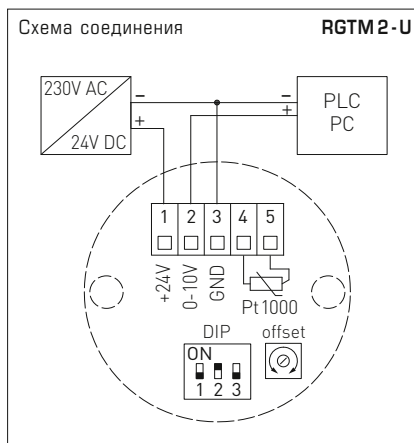 Схема соединения RGTM 2 - U
230V AC
24V DC
–
+
–
+
PLC
PC
1 2 3 4 5
+24V
0-10V
GND
Pt1000
DIP
offset
ON
1 2 3